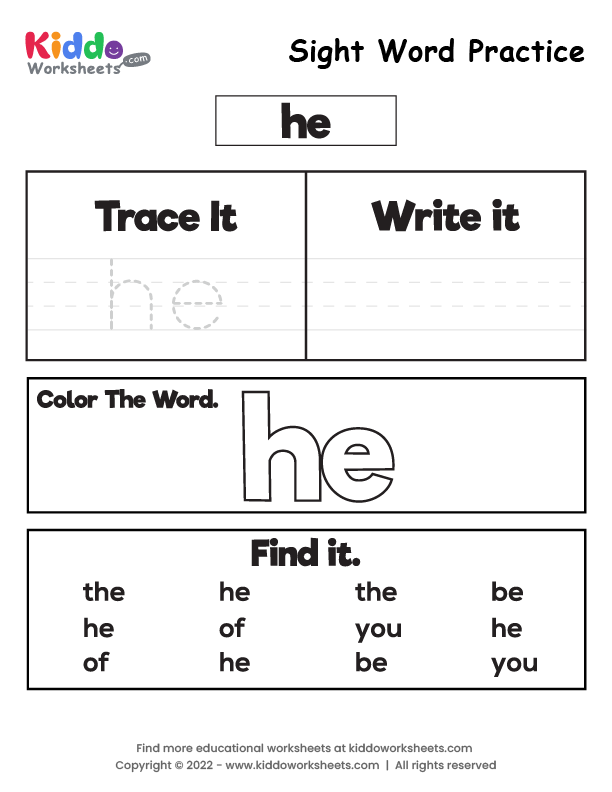 Kiddo
Worksheets .com
Sight Word Practice
he
Trace It
Write it
he
Color The Word.
he
Find it.
the he the be
he of you he
of he be you
Find more educational worksheets at kiddoworksheets.com
Copyright © 2022 - www.kiddoworksheets.com | All rights reserved